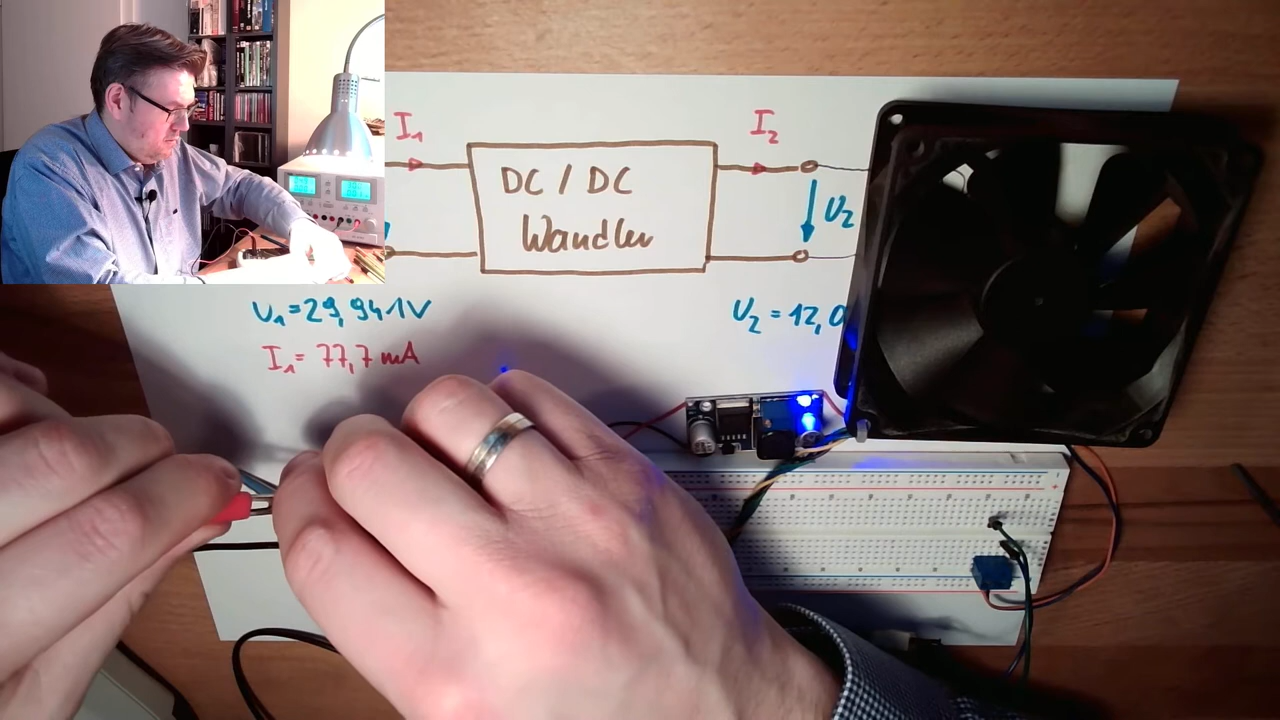 I₁
I₂
DC / DC
Wandler
U₂
U₁=29,941V
U₂ = 12,0
I₁= 77,7 mA